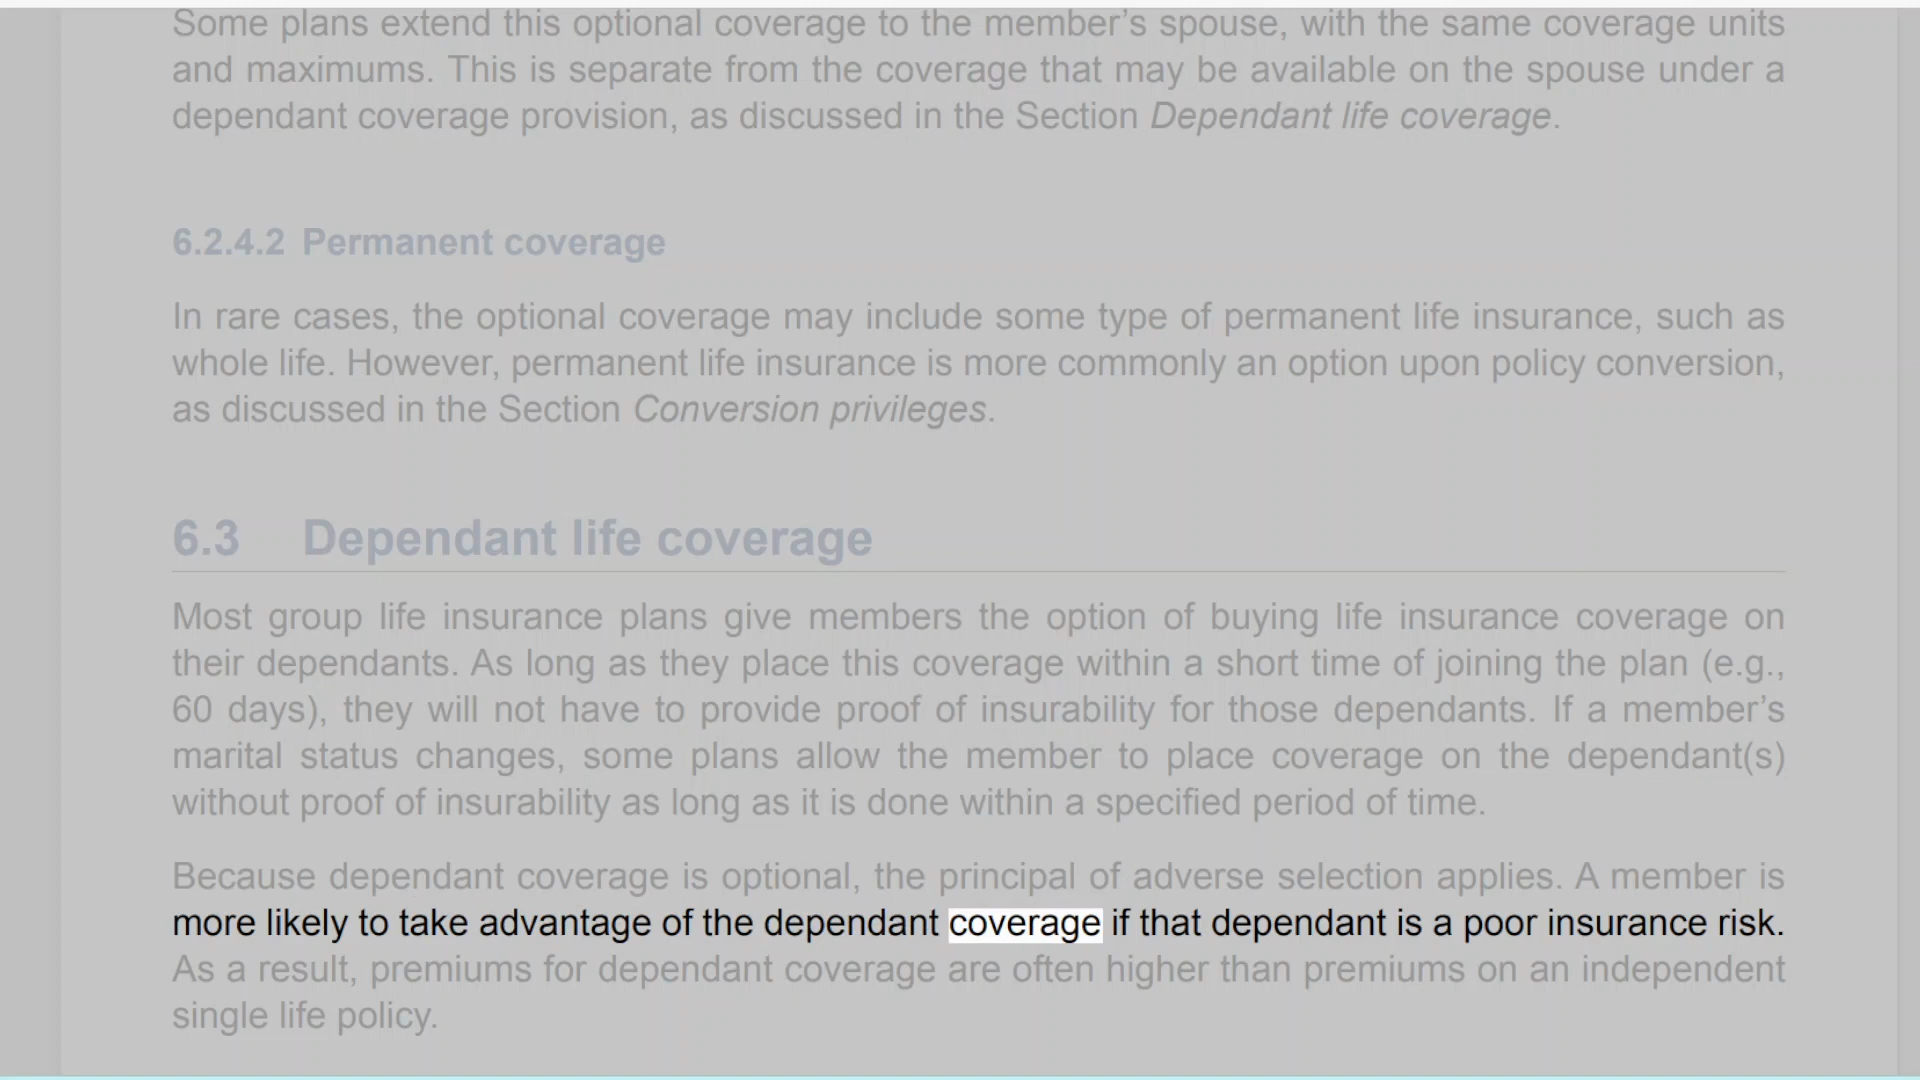 Some plans extend this optional coverage to the member’s spouse, with the same coverage units
and maximums. This is separate from the coverage that may be available on the spouse under a
dependant coverage provision, as discussed in the Section Dependant life coverage.
6.2.4.2 Permanent coverage
In rare cases, the optional coverage may include some type of permanent life insurance, such as
whole life. However, permanent life insurance is more commonly an option upon policy conversion,
as discussed in the Section Conversion privileges.
6.3 Dependant life coverage
Most group life insurance plans give members the option of buying life insurance coverage on
their dependants. As long as they place this coverage within a short time of joining the plan (e.g.,
60 days), they will not have to provide proof of insurability for those dependants. If a member’s
marital status changes, some plans allow the member to place coverage on the dependant(s)
without proof of insurability as long as it is done within a specified period of time.
Because dependant coverage is optional, the principal of adverse selection applies. A member is
more likely to take advantage of the dependant coverage if that dependant is a poor insurance risk.
As a result, premiums for dependant coverage are often higher than premiums on an independent
single life policy.